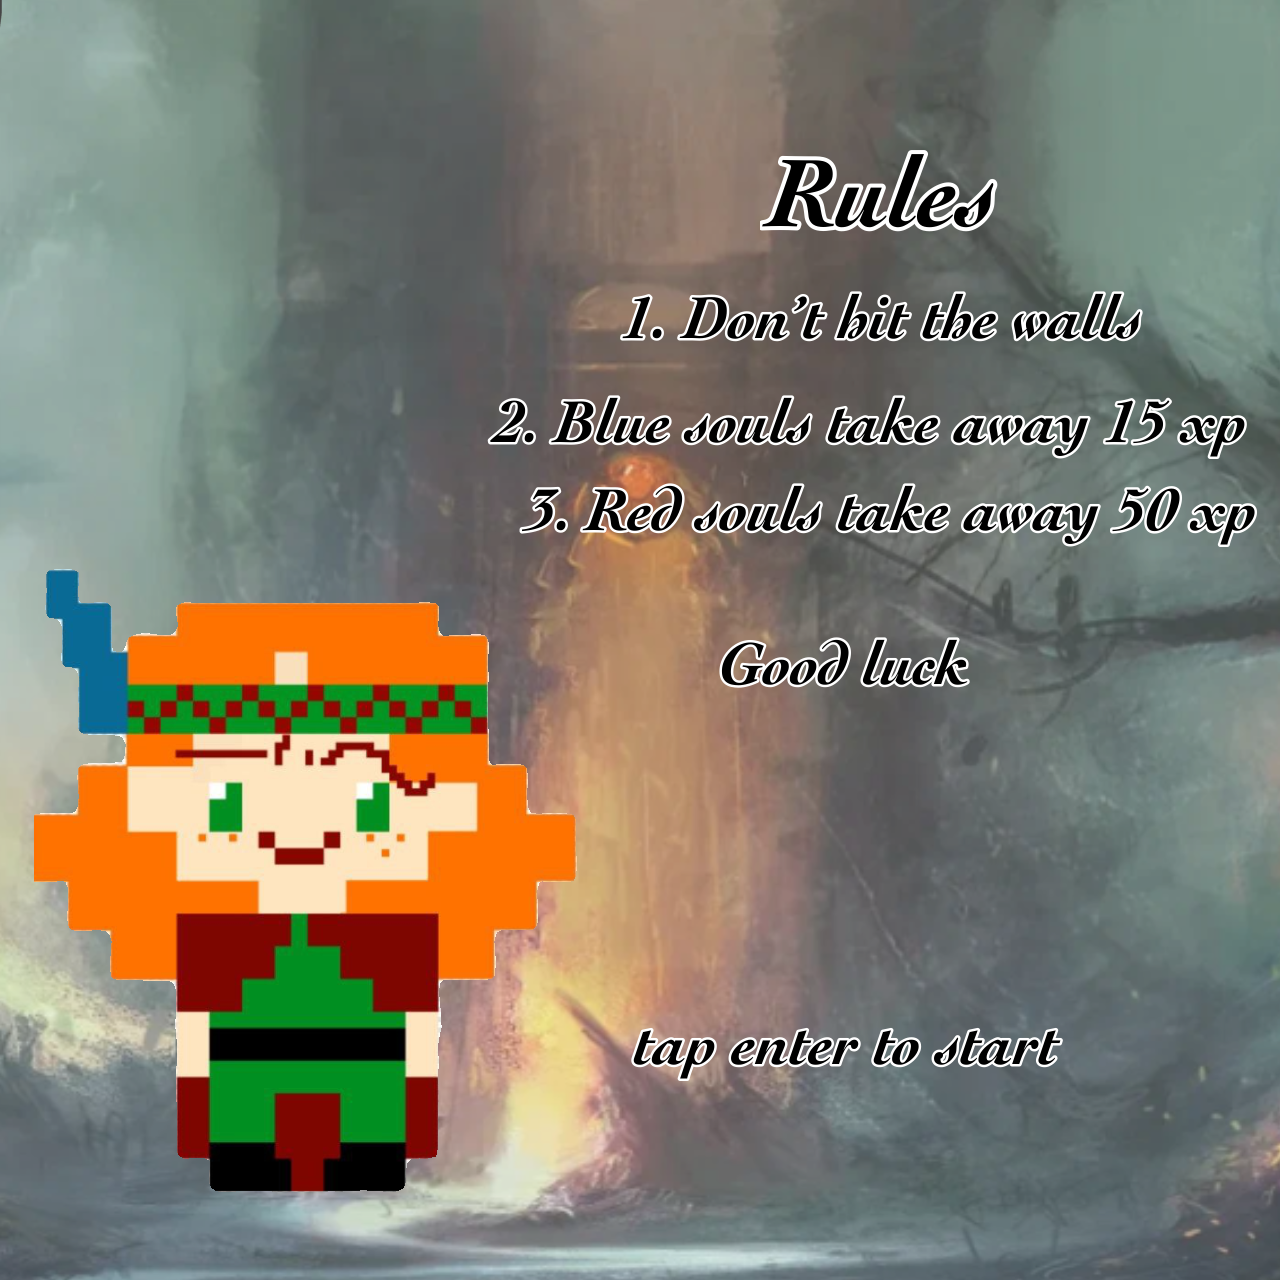 Rules
1. Don’t hit the walls
2. Blue souls take away 15 xp
3. Red souls take away 50 xp
Good luck
tap enter to start